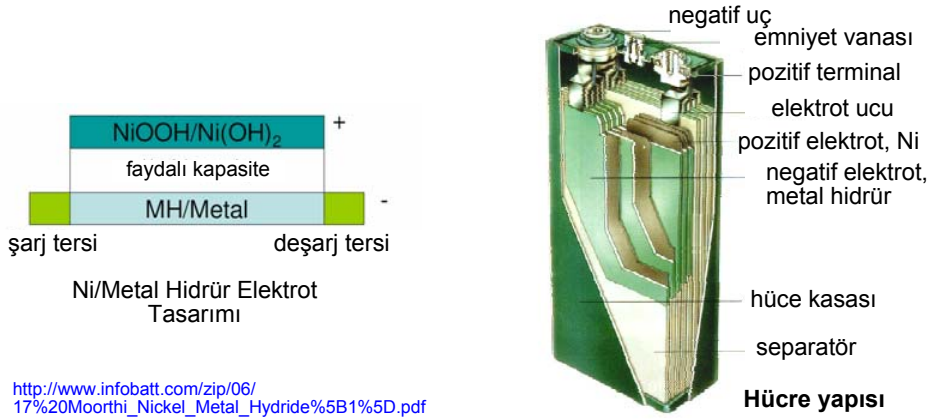 NiOOH/Ni(OH)2
+
faydalı kapasite
MH/Metal
-
şarj tersi
deşarj tersi
Ni/Metal Hidrür Elektrot
Tasarımı
http://www.infobatt.com/zip/06/
17%20Moorthi_Nickel_Metal_Hydride%5B1%5D.pdf
negatif uç
emniyet vanası
pozitif terminal
elektrot ucu
pozitif elektrot, Ni
negatif elektrot,
metal hidrür
hüce kasası
separatör
Hücre yapısı